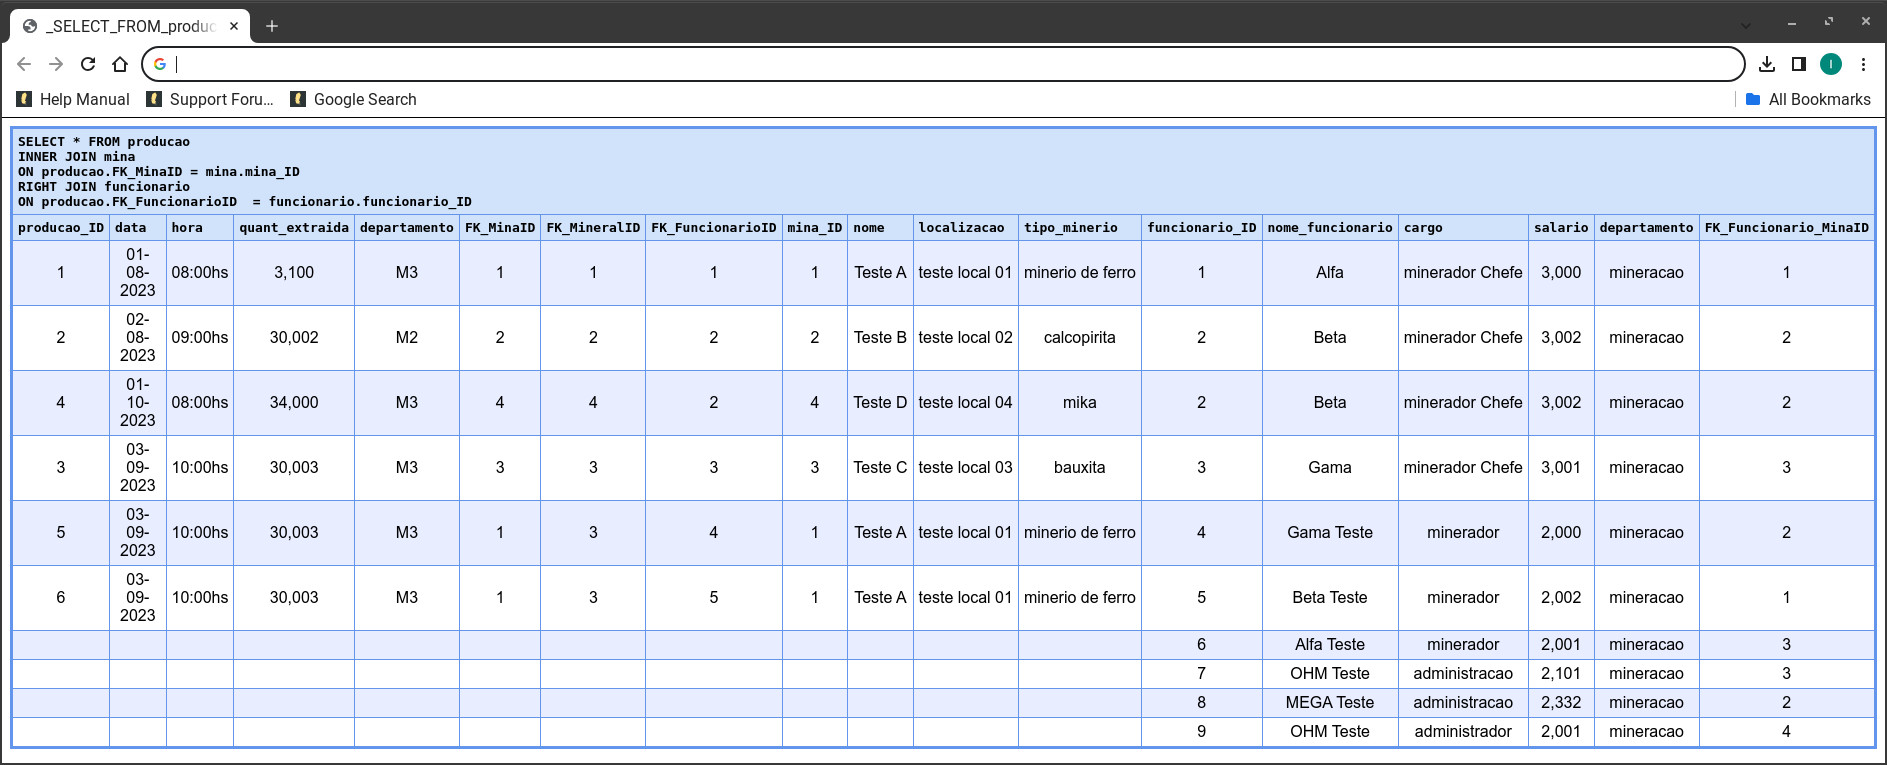 _SELECT_FROM_produc
Help Manual
Support Foru...
Google Search
All Bookmarks
SELECT * FROM producao
INNER JOIN mina
ON producao.FK_MinaID = mina.mina_ID
RIGHT JOIN funcionario
ON producao.FK_FuncionarioID  = funcionario.funcionario_ID
producao_ID data hora quant_extraida departamento FK_MinaID FK_MineralID FK_FuncionarioID mina_ID nome localizacao tipo_minerio funcionario_ID nome_funcionario cargo salario departamento FK_Funcionario_MinaID
1 01-08-2023 08:00hs 3,100 M3 1 1 1 1 Teste A teste local 01 minerio de ferro 1 Alfa minerador Chefe 3,000 mineracao 1
2 02-08-2023 09:00hs 30,002 M2 2 2 2 2 Teste B teste local 02 calcopirita 2 Beta minerador Chefe 3,002 mineracao 2
4 01-10-2023 08:00hs 34,000 M3 4 4 2 4 Teste D teste local 04 mika 2 Beta minerador Chefe 3,002 mineracao 2
3 03-09-2023 10:00hs 30,003 M3 3 3 3 3 Teste C teste local 03 bauxita 3 Gama minerador Chefe 3,001 mineracao 3
5 03-09-2023 10:00hs 30,003 M3 1 3 4 1 Teste A teste local 01 minerio de ferro 4 Gama Teste minerador 2,000 mineracao 2
6 03-09-2023 10:00hs 30,003 M3 1 3 5 1 Teste A teste local 01 minerio de ferro 5 Beta Teste minerador 2,002 mineracao 1
6 Alfa Teste minerador 2,001 mineracao 3
7 OHM Teste administracao 2,101 mineracao 3
8 MEGA Teste administracao 2,332 mineracao 2
9 OHM Teste administrador 2,001 mineracao 4